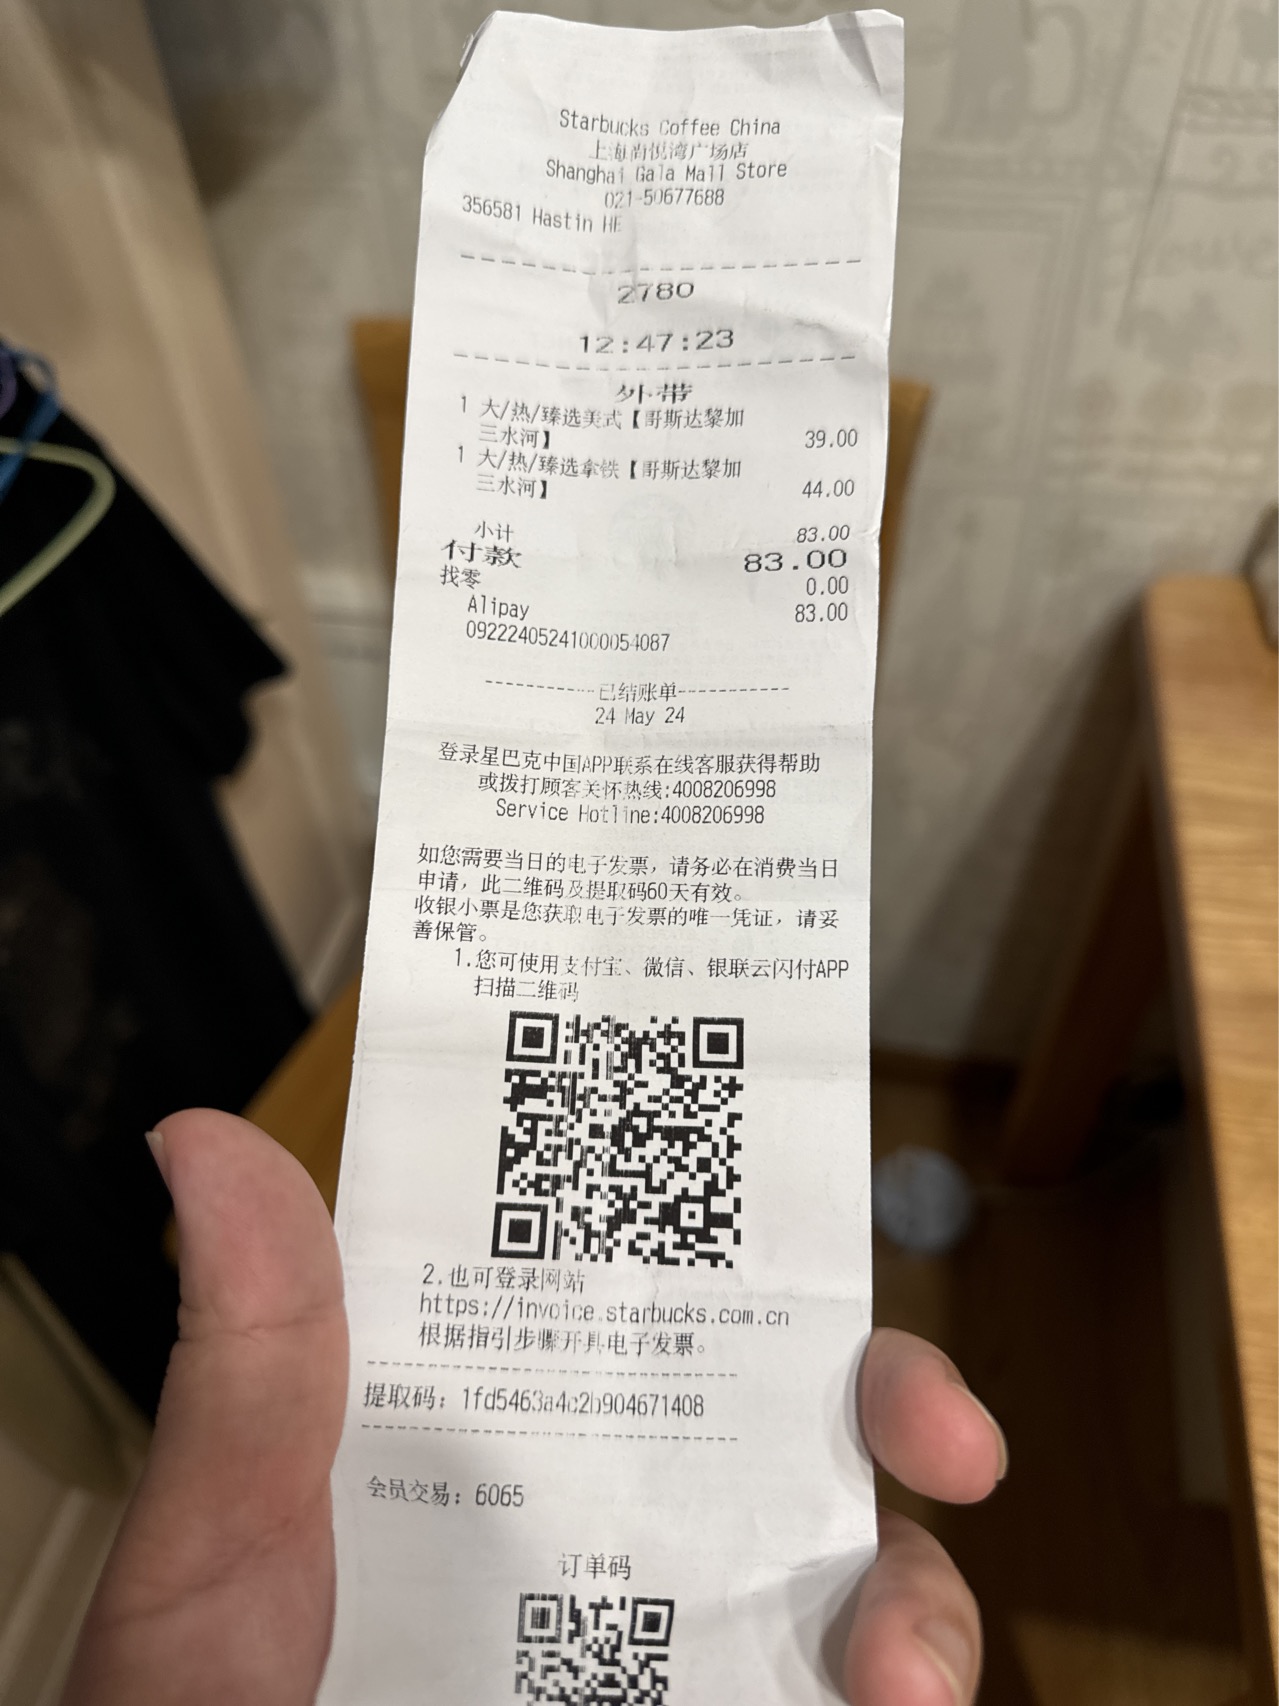 Starbucks Coffee China
上海尚悦湾广场店
Shanghai Gala Mall Store
021-50677688
356581 Hastin HE
2780
12:47:23
外带
1 大/热/臻选美式【哥斯达黎加
三水河】 39.00
1 大/热/臻选拿铁【哥斯达黎加
三水河】 44.00
小计 83.00
付款 83.00
找零 0.00
Alipay 83.00
09222405241000054087
------------已结账单------------
24 May 24
登录星巴克中国APP联系在线客服获得帮助
或拨打顾客关怀热线:4008206998
Service Hotline:4008206998
如您需要当日的电子发票，请务必在消费当日
申请，此二维码及提取码60天有效。
收银小票是您获取电子发票的唯一凭证，请妥
善保管。
1.您可使用支付宝、微信、银联云闪付APP
扫描二维码
2.也可登录网站
https://invoice.starbucks.com.cn
根据指引步骤开具电子发票。
提取码：1fd5463a4c2b904671408
会员交易：6065
订单码